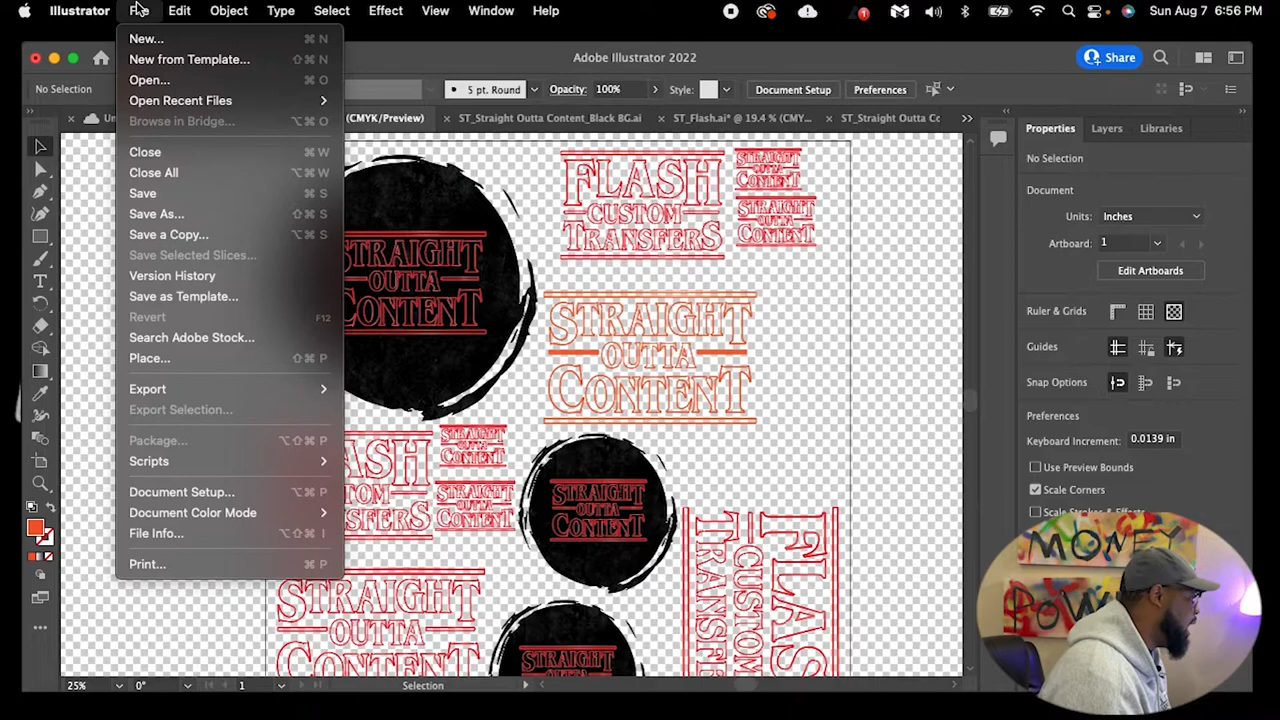 Illustrator File Edit Object Type Select Effect View Window Help Sun Aug 7 6:56 PM
Adobe Illustrator 2022 Share
No Selection 5 pt. Round Opacity: 100% Style: Document Setup Preferences
(CMYK/Preview) ST_Straight Outta Content_Black BG.ai ST_Flash.ai* @ 19.4 % (CMY... ST_Straight Outta Co
New... ⌘ N
New from Template... ⇧⌘ N
Open... ⌘ O
Open Recent Files
Browse in Bridge... ⌥⌘ O
Close ⌘ W
Close All ⌥⌘ W
Save ⌘ S
Save As... ⇧⌘ S
Save a Copy... ⌥⌘ S
Save Selected Slices...
Version History
Save as Template...
Revert F12
Search Adobe Stock...
Place... ⇧⌘ P
Export
Export Selection...
Package... ⌥⇧⌘ P
Scripts
Document Setup... ⌥⌘ P
Document Color Mode
File Info... ⌥⇧⌘ I
Print... ⌘ P
STRAIGHT
OUTTA
CONTENT
FLASH
CUSTOM
TRANSFERS
STRAIGHT
OUTTA
CONTENT
STRAIGHT
OUTTA
CONTENT
STRAIGHT
OUTTA
CONTENT
ASH
TOM
SFERS
STRAIGHT
OUTTA
CONTENT
STRAIGHT
OUTTA
CONTENT
STRAIGHT
OUTTA
CONTENT
STRAIGHT
OUTTA
CONTENT
STRAIGHT
FLAS
CUSTOM
TRANSFE
Properties Layers Libraries
No Selection
Document
Units: Inches
Artboard: 1
Edit Artboards
Ruler & Grids
Guides
Snap Options
Preferences
Keyboard Increment: 0.0139 in
Use Preview Bounds
Scale Corners
Scale Strokes & Effects
MONEY
25% 0° 1 Selection